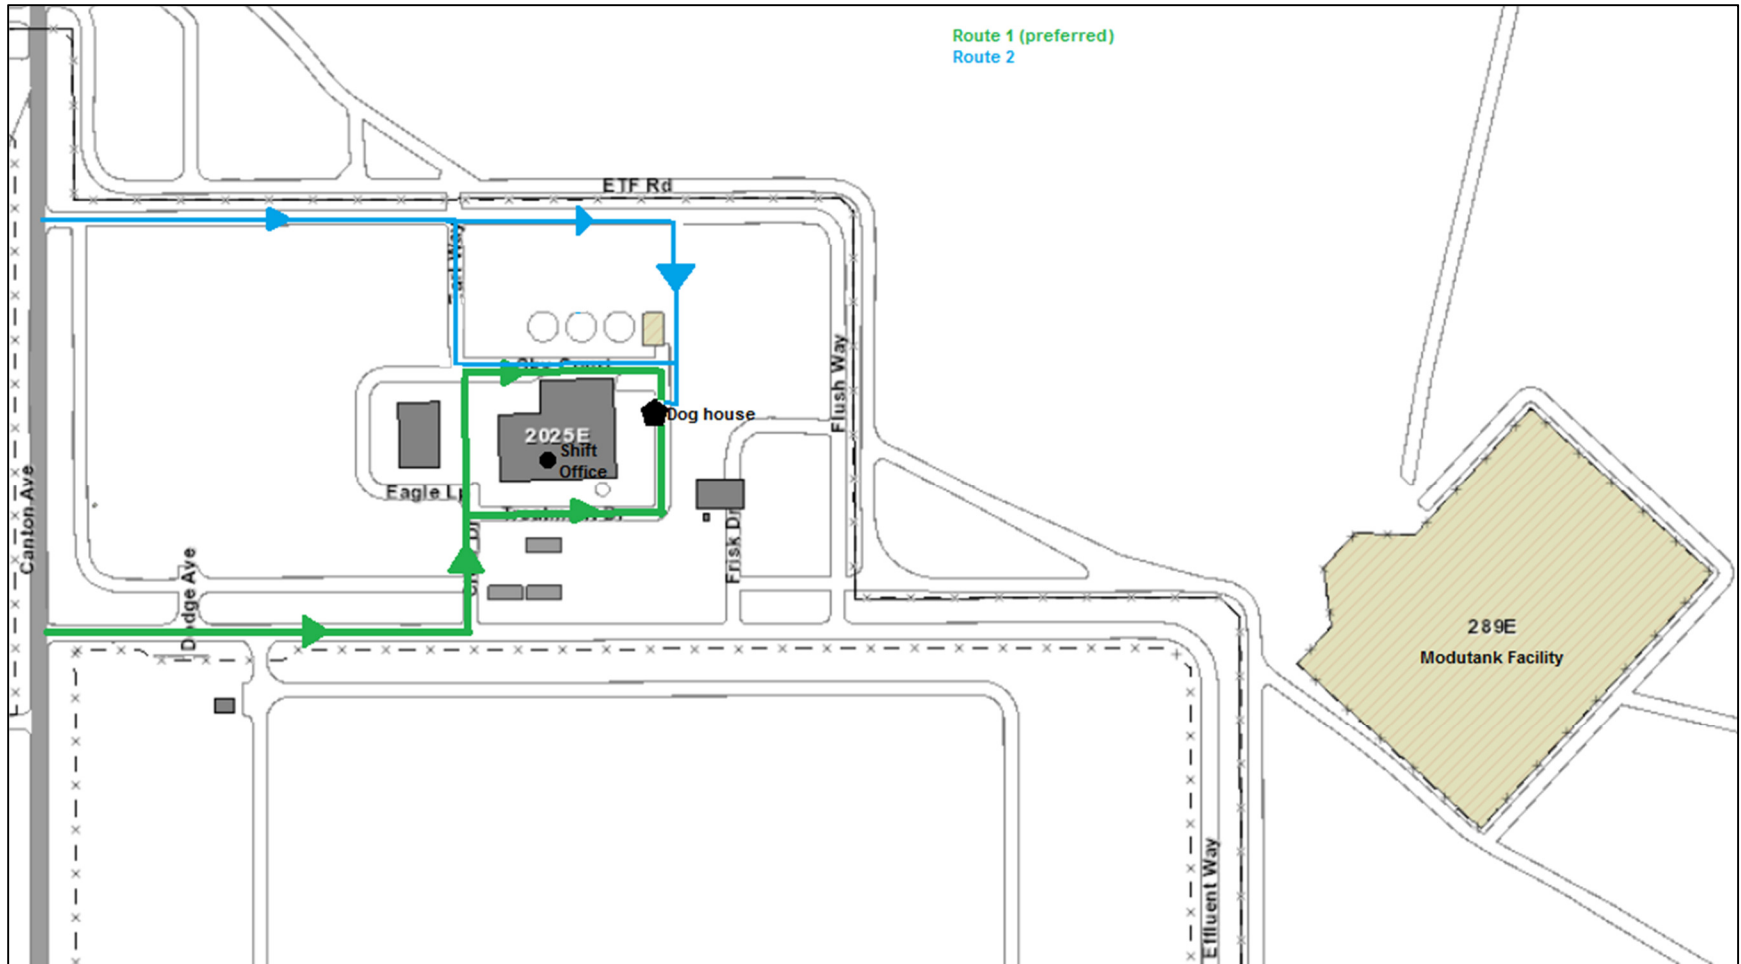 Route 1 (preferred)
Route 2
ETF Rd
Flush Way
Dog house
2025E
Shift
Office
Eagle Lp
Canton Ave
Dodge Ave
Frisk Dr
289E
Modutank Facility
Effluent Way